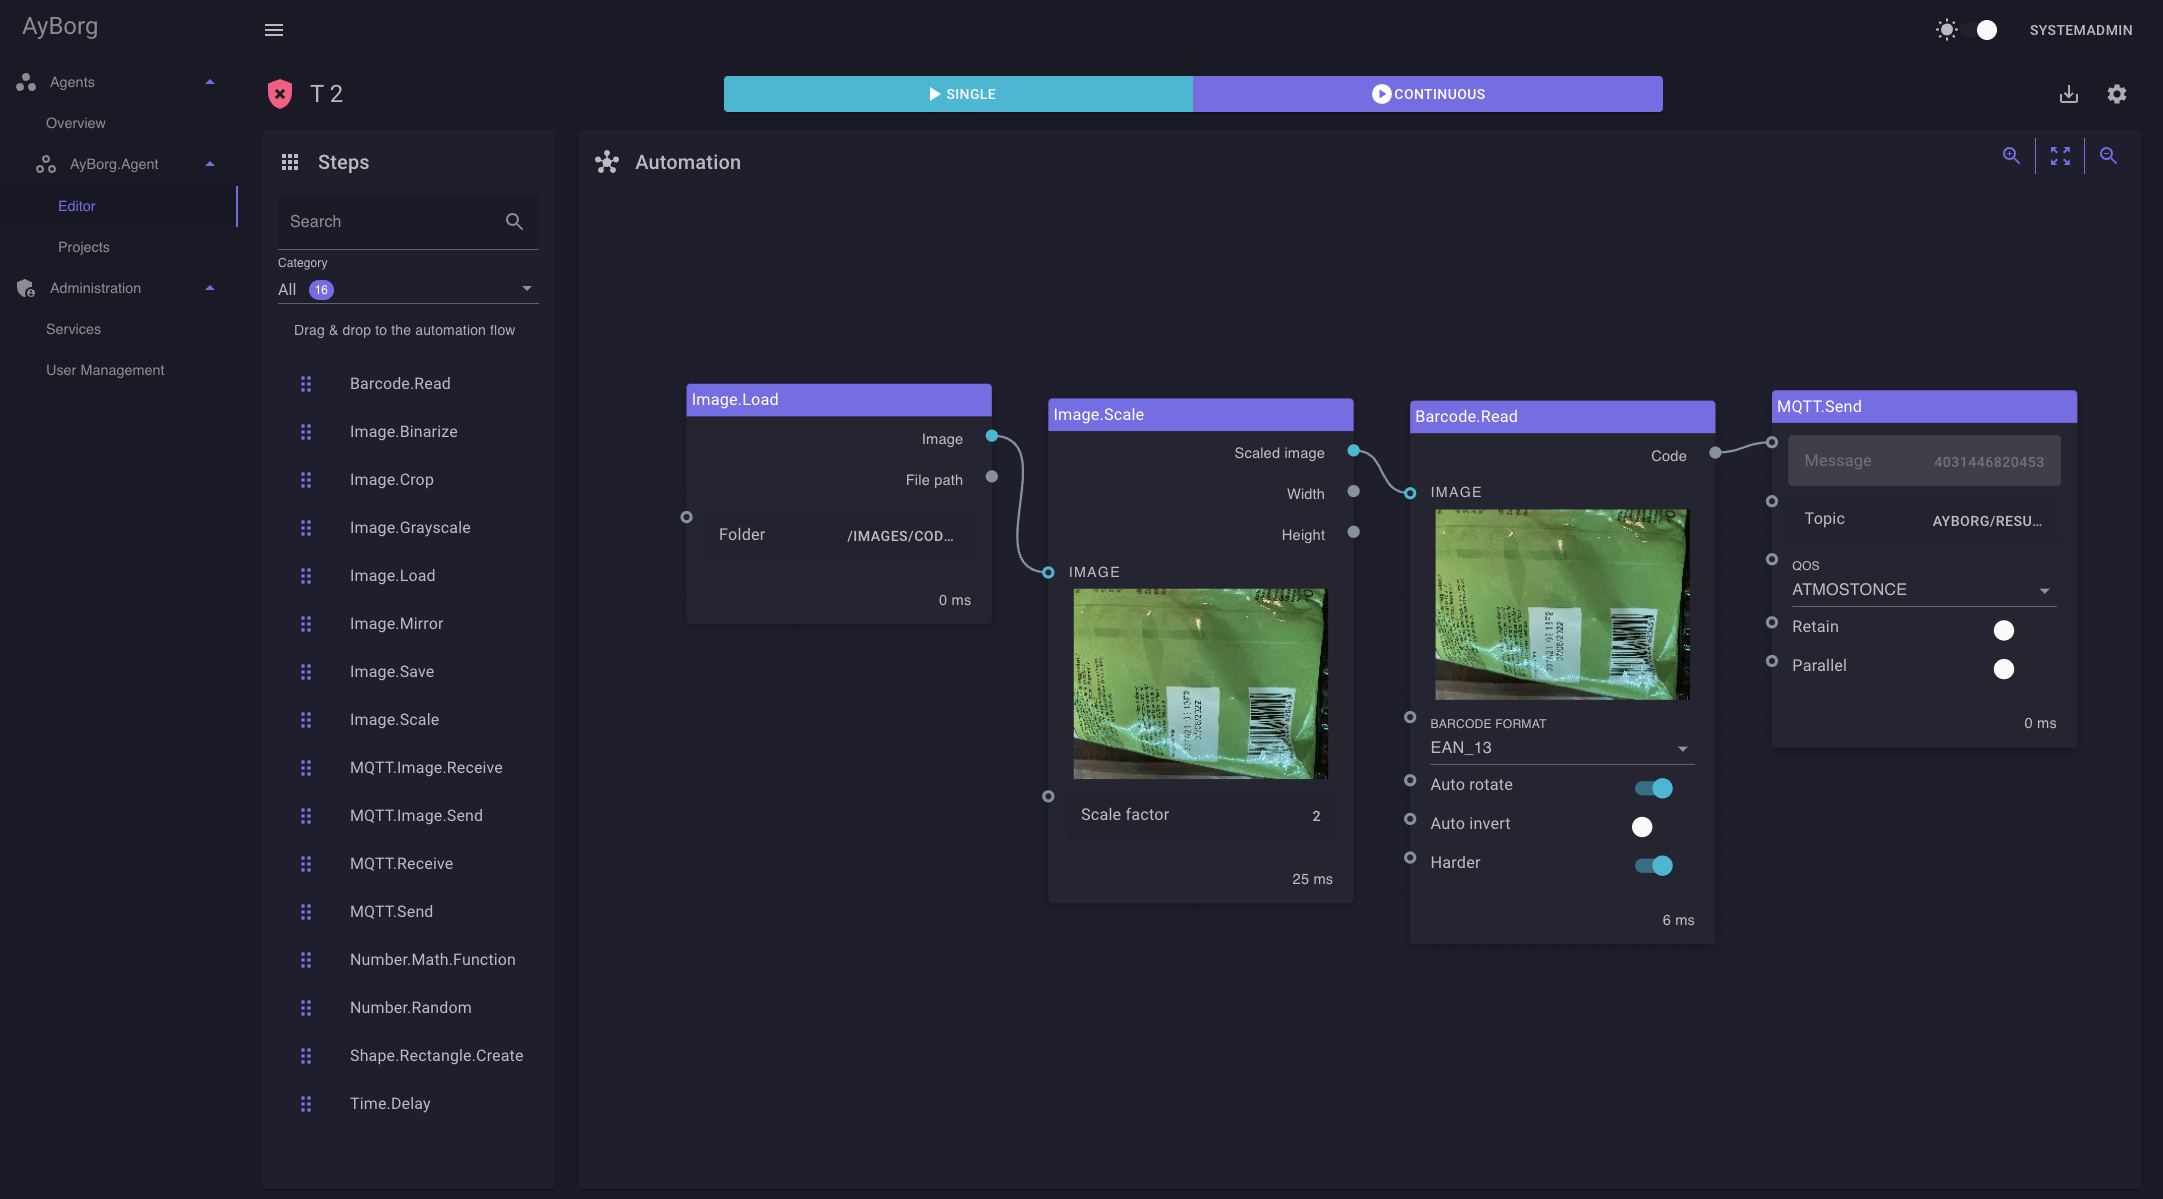 AyBorg
SYSTEMADMIN
Agents
Overview
AyBorg.Agent
Editor
Projects
Administration
Services
User Management
T 2
SINGLE
CONTINUOUS
Steps
Search
Category
All 16
Drag & drop to the automation flow
Barcode.Read
Image.Binarize
Image.Crop
Image.Grayscale
Image.Load
Image.Mirror
Image.Save
Image.Scale
MQTT.Image.Receive
MQTT.Image.Send
MQTT.Receive
MQTT.Send
Number.Math.Function
Number.Random
Shape.Rectangle.Create
Time.Delay
Automation
Image.Load
Image
File path
Folder /IMAGES/COD...
0 ms
Image.Scale
Scaled image
Width
Height
IMAGE
Scale factor 2
25 ms
Barcode.Read
Code
IMAGE
BARCODE FORMAT
EAN_13
Auto rotate
Auto invert
Harder
6 ms
MQTT.Send
Message 4031446820453
Topic AYBORG/RESU...
QOS
ATMOSTONCE
Retain
Parallel
0 ms